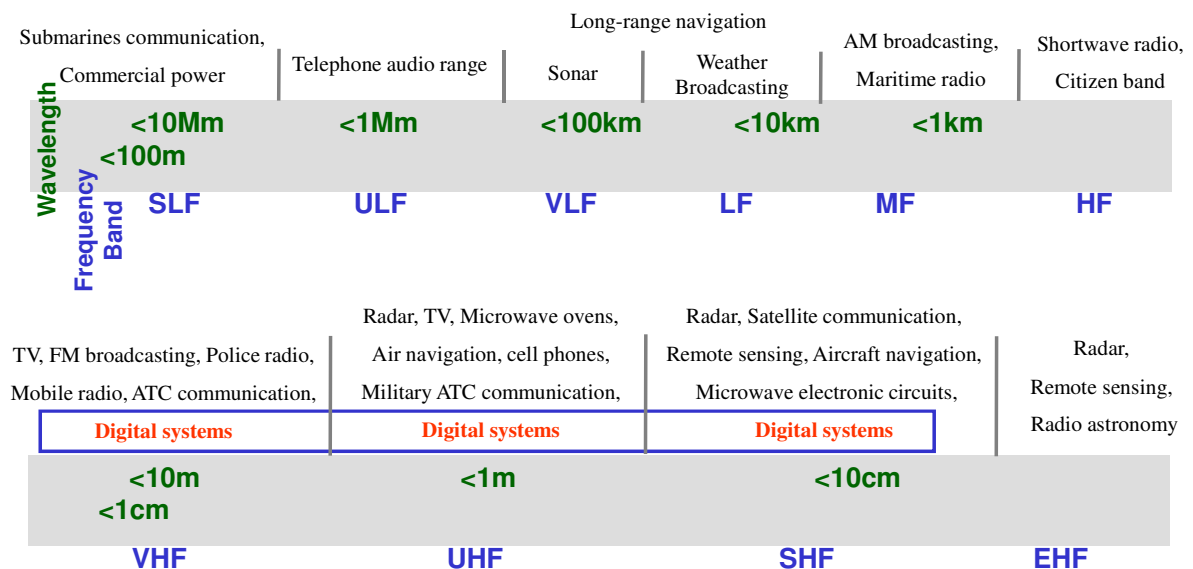 Long-range navigation
Submarines communication,
Commercial power
Telephone audio range
Sonar
Weather
Broadcasting
AM broadcasting,
Maritime radio
Shortwave radio,
Citizen band
Wavelength
<10Mm <1Mm <100km <10km <1km
<100m
Frequency
Band
SLF ULF VLF LF MF HF
TV, FM broadcasting, Police radio,
Mobile radio, ATC communication,
Radar, TV, Microwave ovens,
Air navigation, cell phones,
Military ATC communication,
Radar, Satellite communication,
Remote sensing, Aircraft navigation,
Microwave electronic circuits,
Radar,
Remote sensing,
Radio astronomy
Digital systems Digital systems Digital systems
<10m <1m <10cm
<1cm
VHF UHF SHF EHF